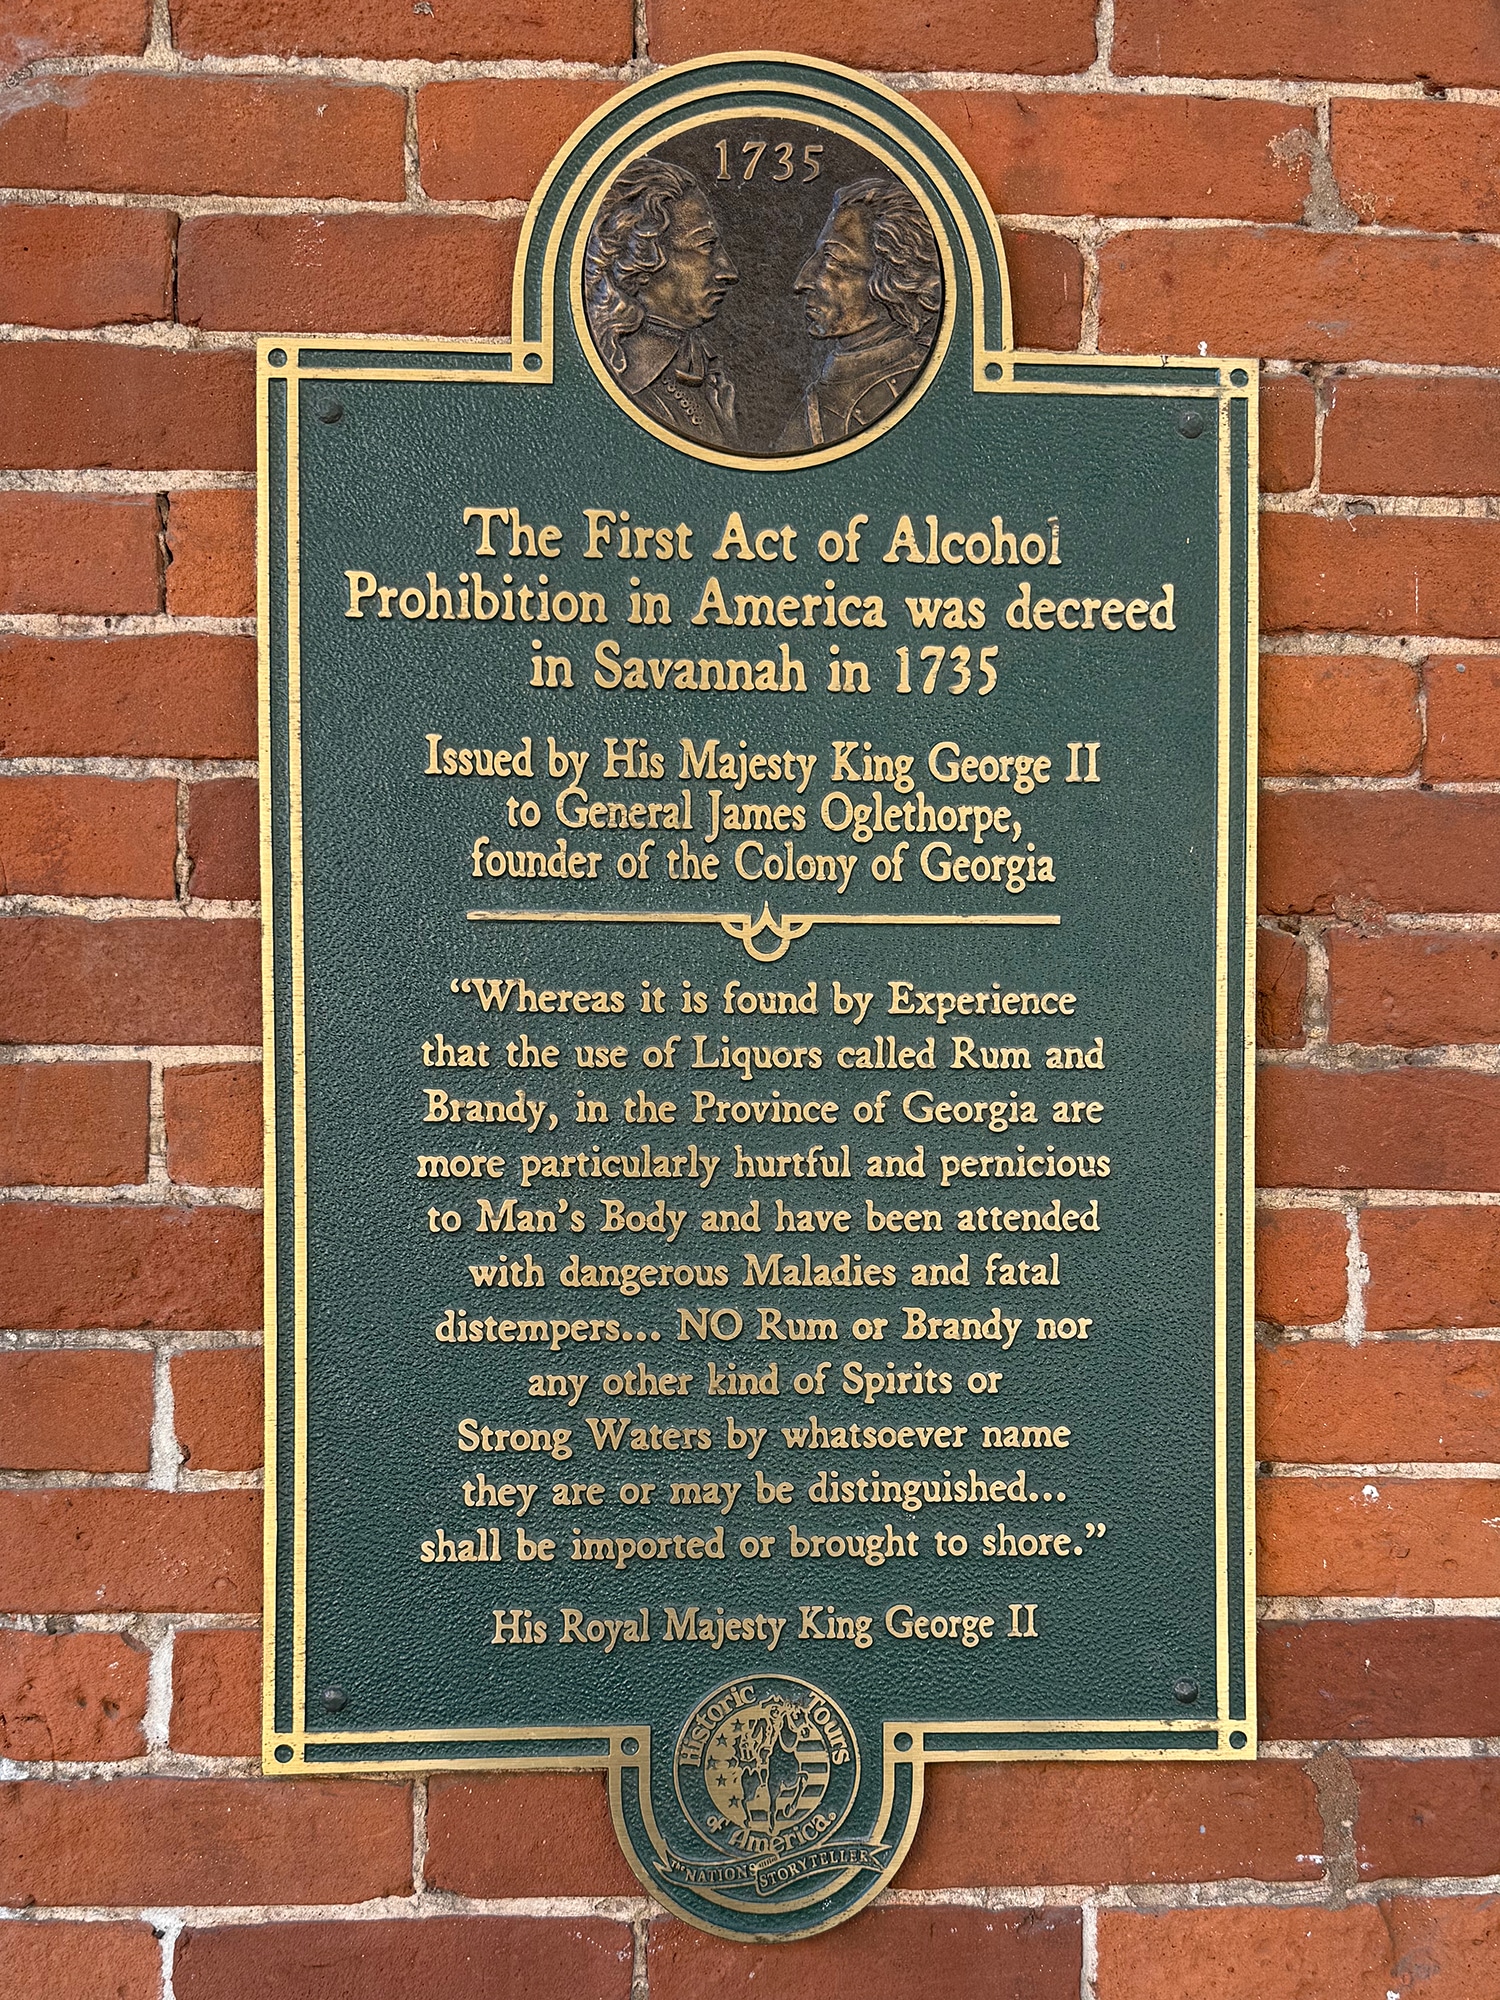 1735
The First Act of Alcohol
Prohibition in America was decreed
in Savannah in 1735
Issued by His Majesty King George II
to General James Oglethorpe,
founder of the Colony of Georgia
“Whereas it is found by Experience
that the use of Liquors called Rum and
Brandy, in the Province of Georgia are
more particularly hurtful and pernicious
to Man’s Body and have been attended
with dangerous Maladies and fatal
distempers... NO Rum or Brandy nor
any other kind of Spirits or
Strong Waters by whatsoever name
they are or may be distinguished...
shall be imported or brought to shore.”
His Royal Majesty King George II
Historic Tours
of America.
THE NATION'S STORYTELLER